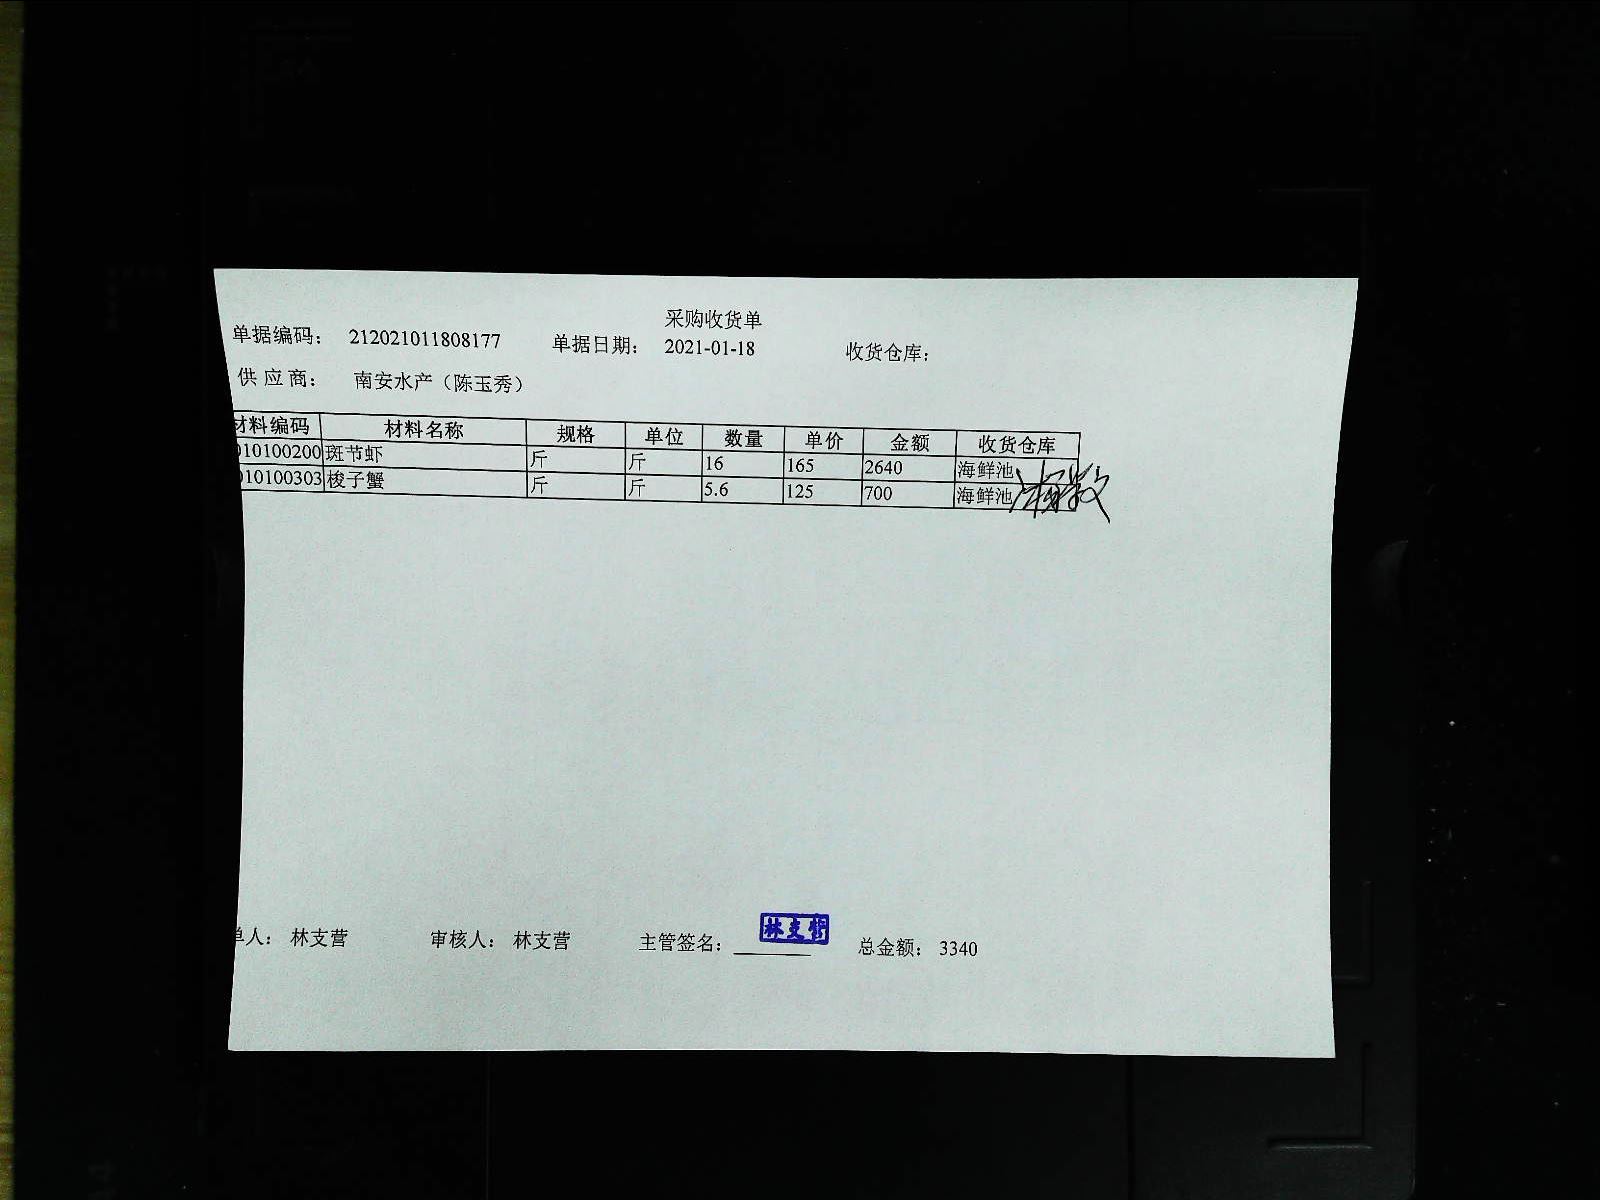 采购收货单
单据编码： 212021011808177 单据日期： 2021-01-18 收货仓库：
供 应 商： 南安水产（陈玉秀）
材料编码 材料名称 规格 单位 数量 单价 金额 收货仓库
010100200 斑节虾 斤 斤 16 165 2640 海鲜池
010100303 梭子蟹 斤 斤 5.6 125 700 海鲜池
林支营
单人： 林支营 审核人： 林支营 主管签名： 总金额： 3340